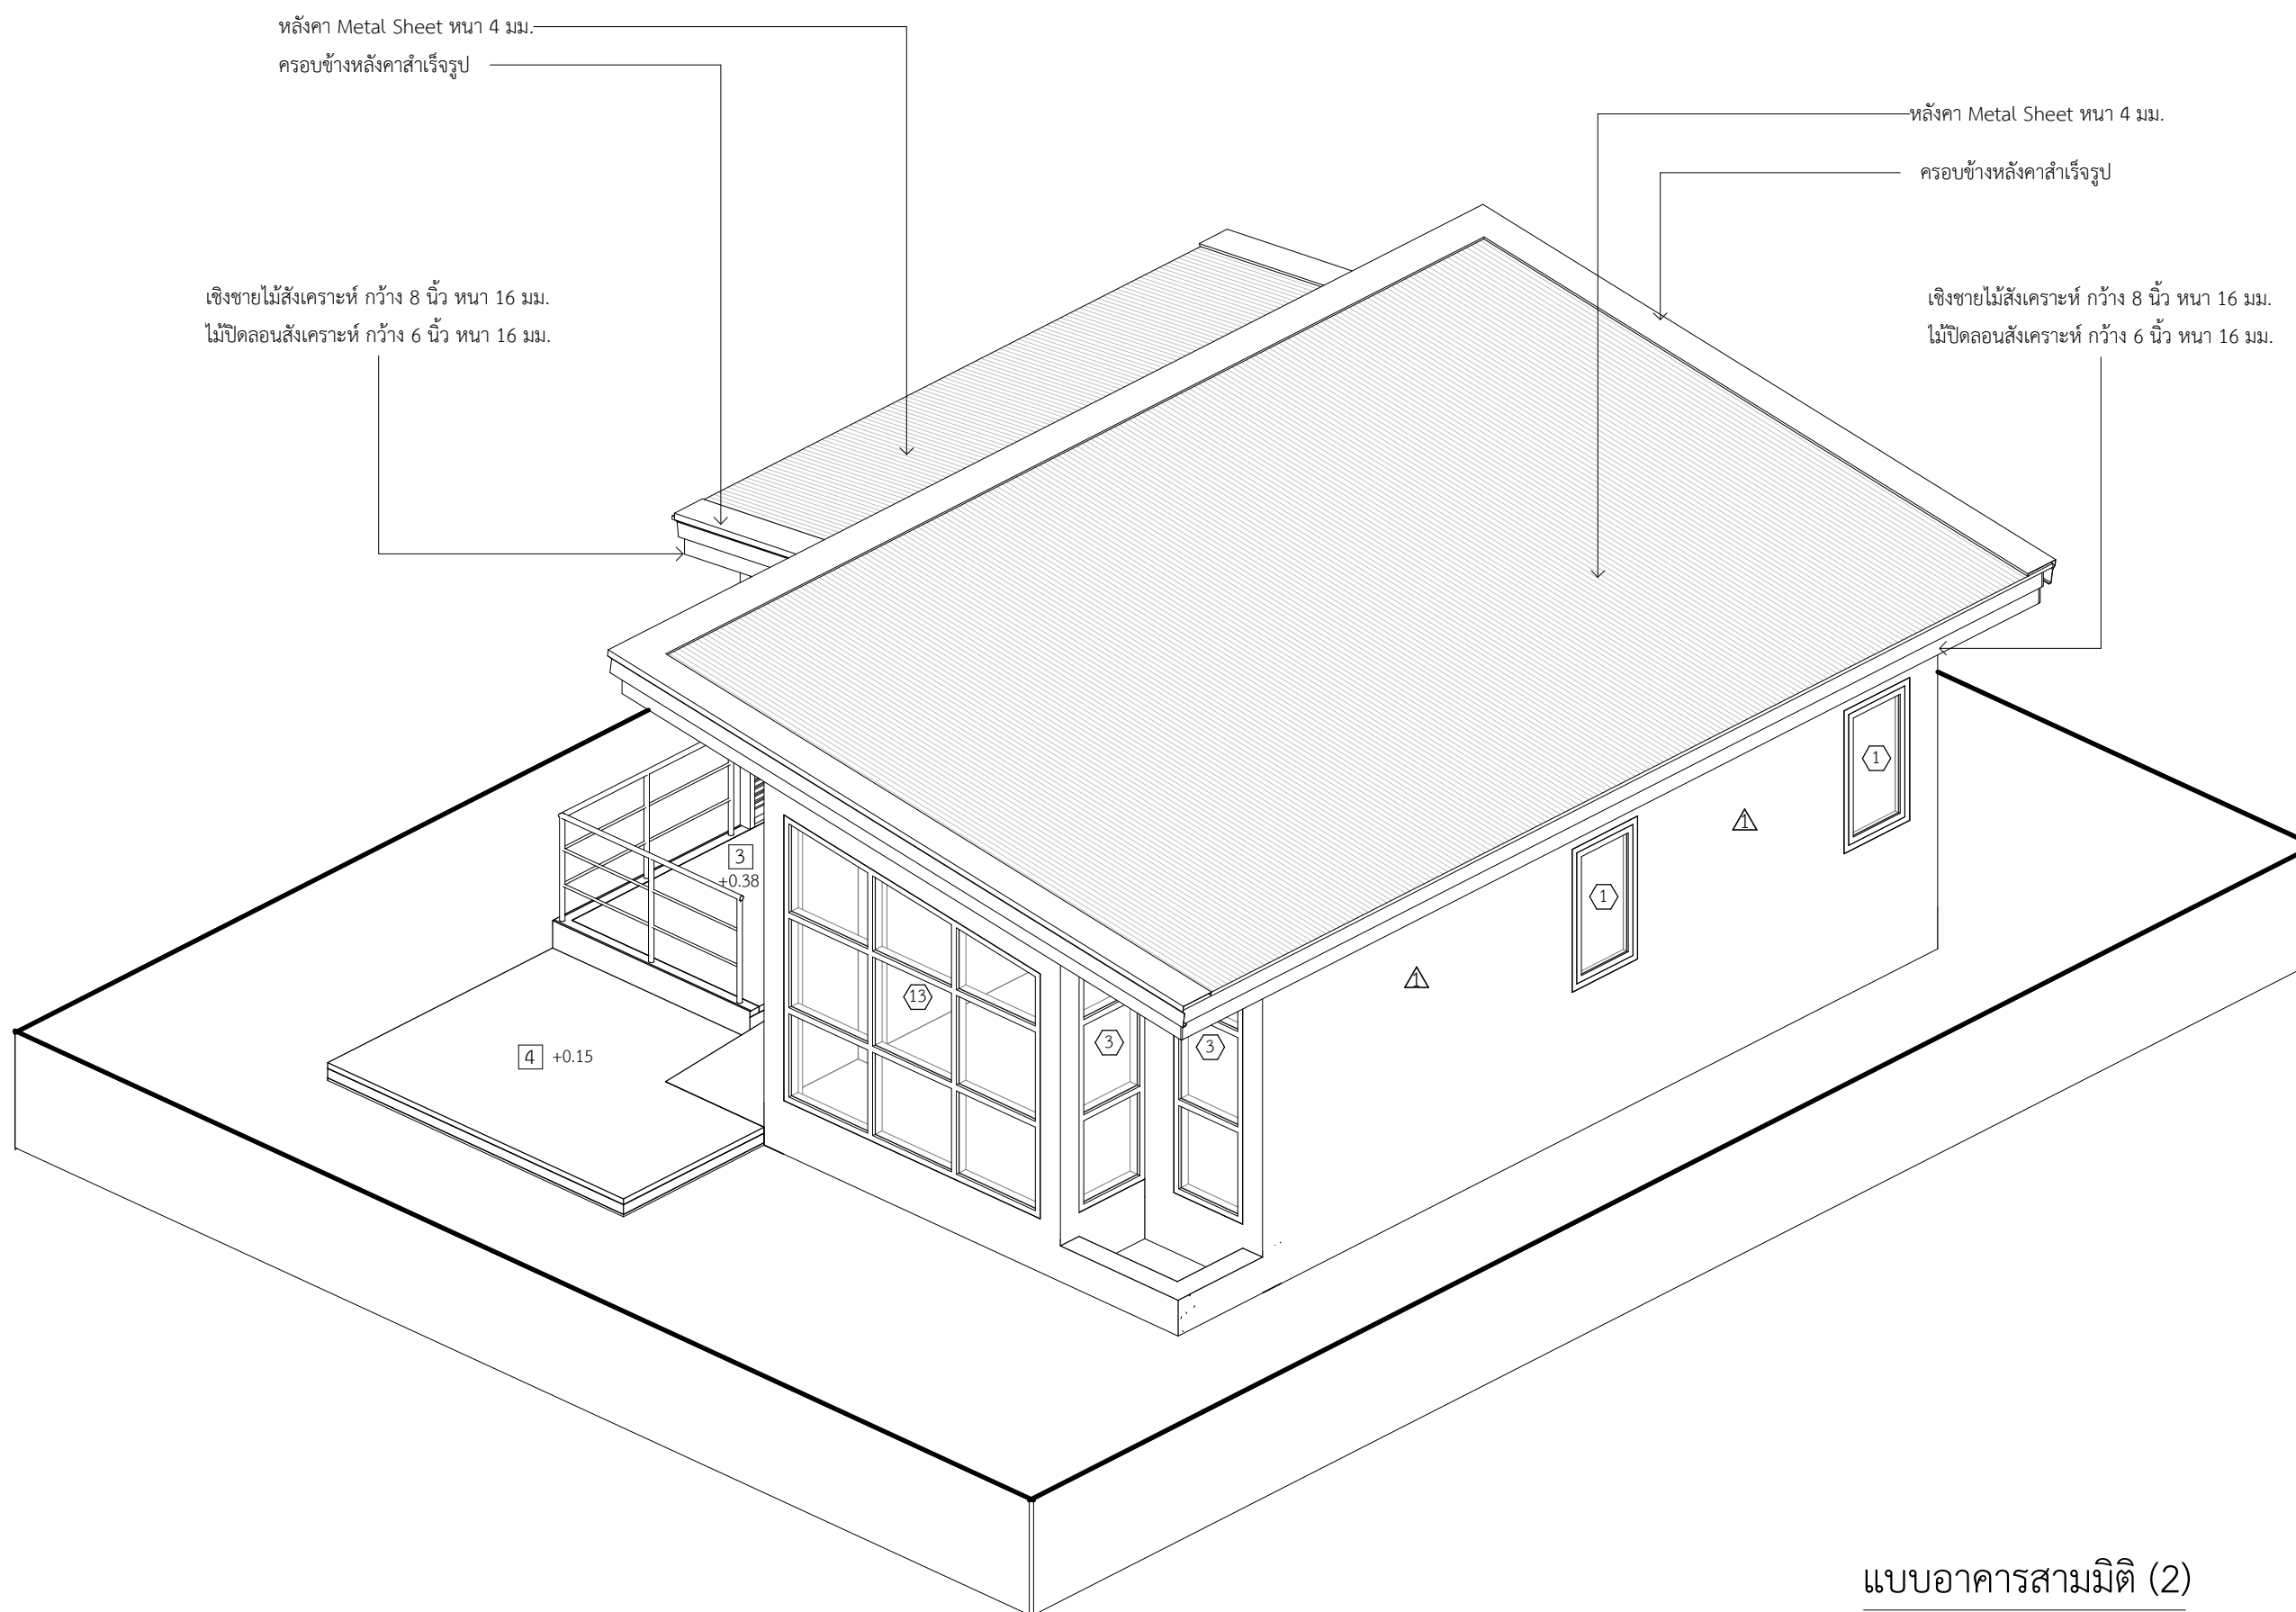 หลังคา Metal Sheet หนา 4 มม.
ครอบข้างหลังคาสำเร็จรูป
หลังคา Metal Sheet หนา 4 มม.
ครอบข้างหลังคาสำเร็จรูป
เชิงชายไม้สังเคราะห์ กว้าง 8 นิ้ว หนา 16 มม.
ไม้ปิดลอนสังเคราะห์ กว้าง 6 นิ้ว หนา 16 มม.
เชิงชายไม้สังเคราะห์ กว้าง 8 นิ้ว หนา 16 มม.
ไม้ปิดลอนสังเคราะห์ กว้าง 6 นิ้ว หนา 16 มม.
1
1
3
+0.38
1
1
13
3
3
4 +0.15
แบบอาคารสามมิติ (2)